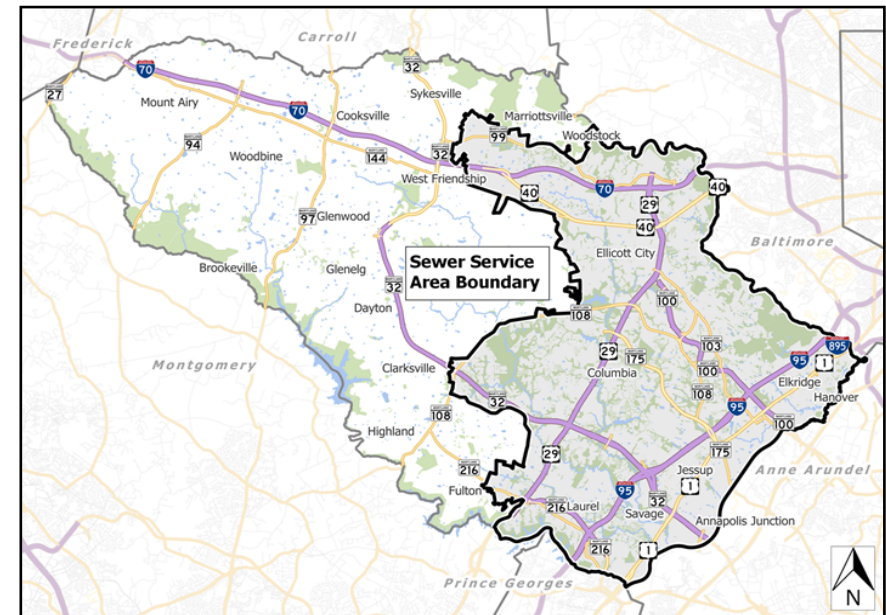 Frederick
Carroll
70
32
27
Mount Airy
Sykesville
70
Cooksville
Marriottsville
94
MARYLAND
99
Woodstock
Woodbine
144
32
West Friendship
40
70
40
29
97
Glenwood
40
Baltimore
Ellicott City
Brookeville
Glenelg
Sewer Service
Area Boundary
32
100
Dayton
108
103
895
29
175
95
1
Montgomery
Columbia
100
Clarksville
Elkridge
108
Hanover
32
95
108
100
Highland
29
175
216
Jessup
Anne Arundel
Fulton
95
1
216
Laurel
32
Savage
Annapolis Junction
216
1
Prince Georges
N